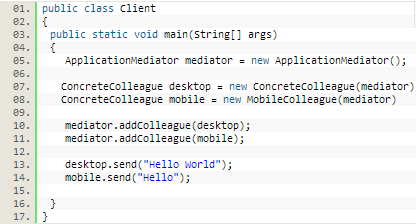 01. public class Client
02. {
03. public static void main(String[] args)
04. {
05. ApplicationMediator mediator = new ApplicationMediator();
06.
07. ConcreteColleague desktop = new ConcreteColleague(mediator)
08. ConcreteColleague mobile = new MobileColleague(mediator)
09.
10. mediator.addColleague(desktop);
11. mediator.addColleague(mobile);
12.
13. desktop.send("Hello World");
14. mobile.send("Hello");
15.
16. }
17. }